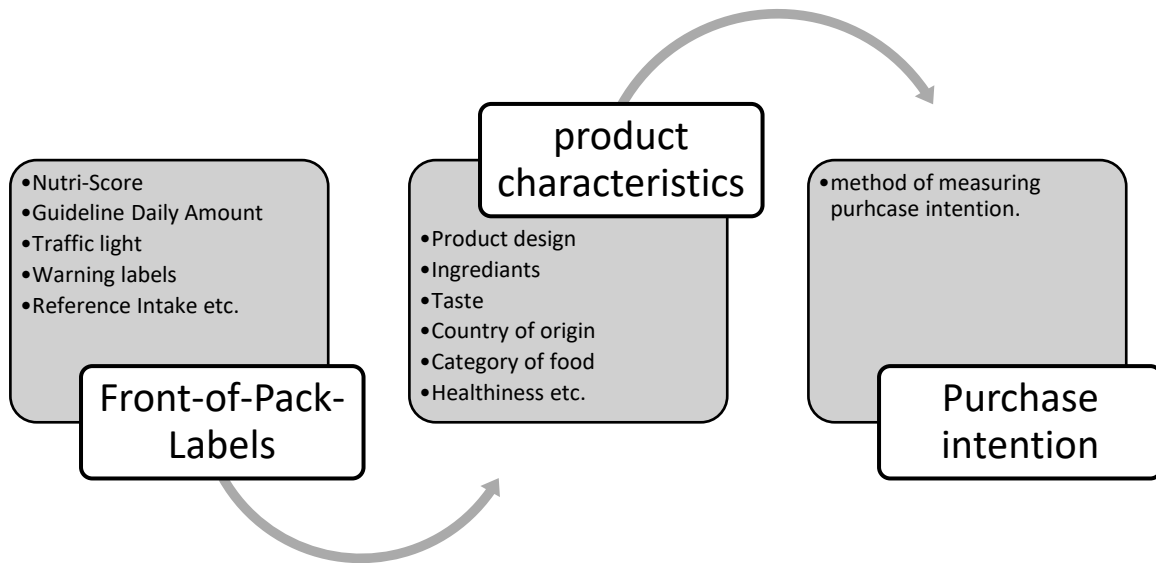 •Nutri-Score
•Guideline Daily Amount
•Traffic light
•Warning labels
•Reference Intake etc.
Front-of-Pack-
Labels
product
characteristics
•Product design
•Ingrediants
•Taste
•Country of origin
•Category of food
•Healthiness etc.
•method of measuring
purhcase intention.
Purchase
intention